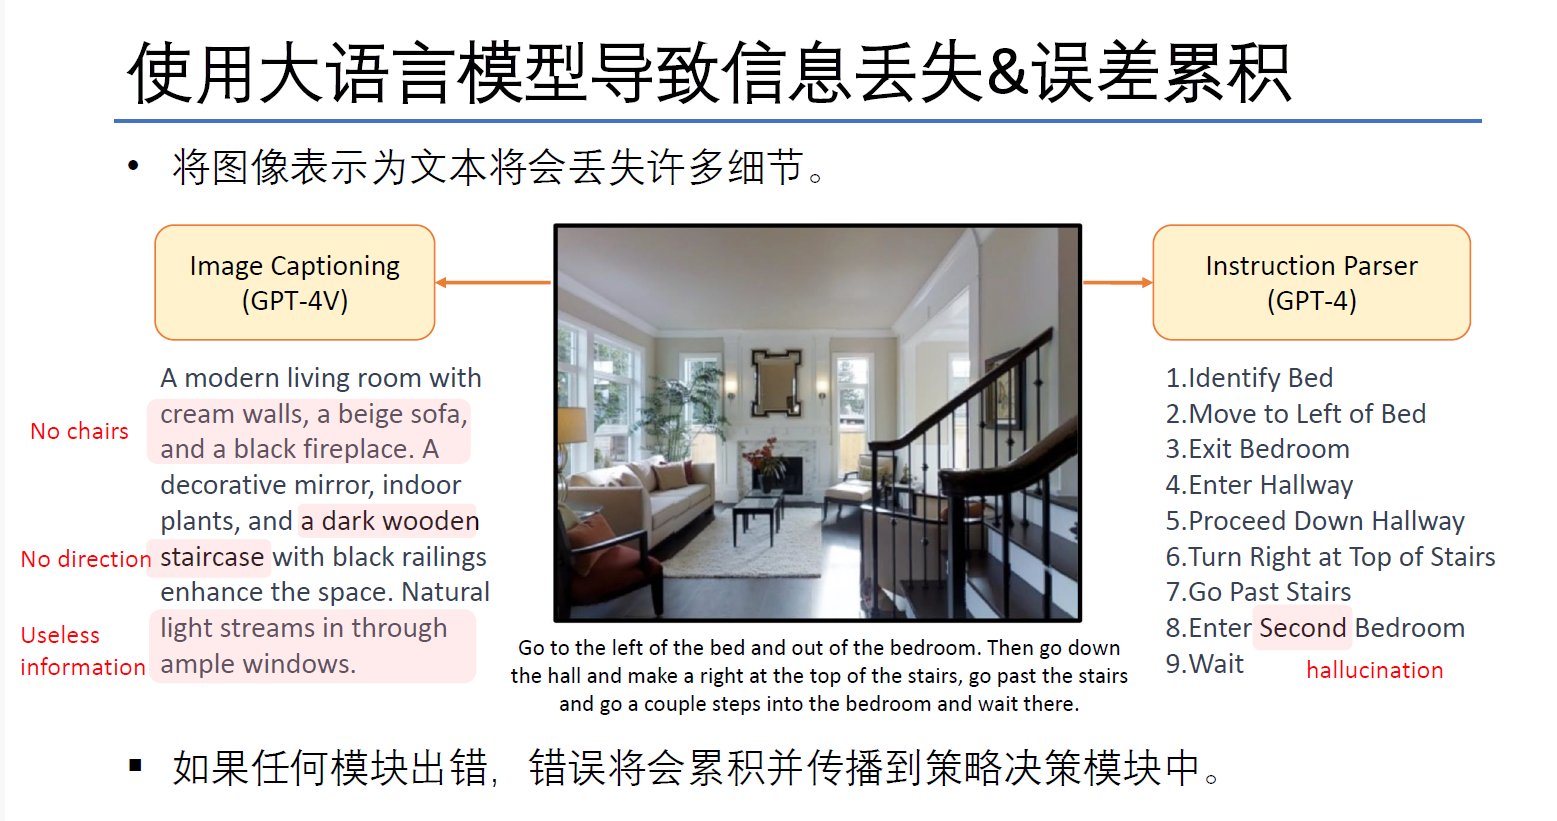 使用大语言模型导致信息丢失&误差累积
• 将图像表示为文本将会丢失许多细节。
Image Captioning
(GPT-4V)
A modern living room with
cream walls, a beige sofa,
and a black fireplace. A
decorative mirror, indoor
plants, and a dark wooden
staircase with black railings
enhance the space. Natural
light streams in through
ample windows.
No chairs
No direction
Useless
information
Go to the left of the bed and out of the bedroom. Then go down
the hall and make a right at the top of the stairs, go past the stairs
and go a couple steps into the bedroom and wait there.
Instruction Parser
(GPT-4)
1.Identify Bed
2.Move to Left of Bed
3.Exit Bedroom
4.Enter Hallway
5.Proceed Down Hallway
6.Turn Right at Top of Stairs
7.Go Past Stairs
8.Enter Second Bedroom
9.Wait
hallucination
▪ 如果任何模块出错，错误将会累积并传播到策略决策模块中。